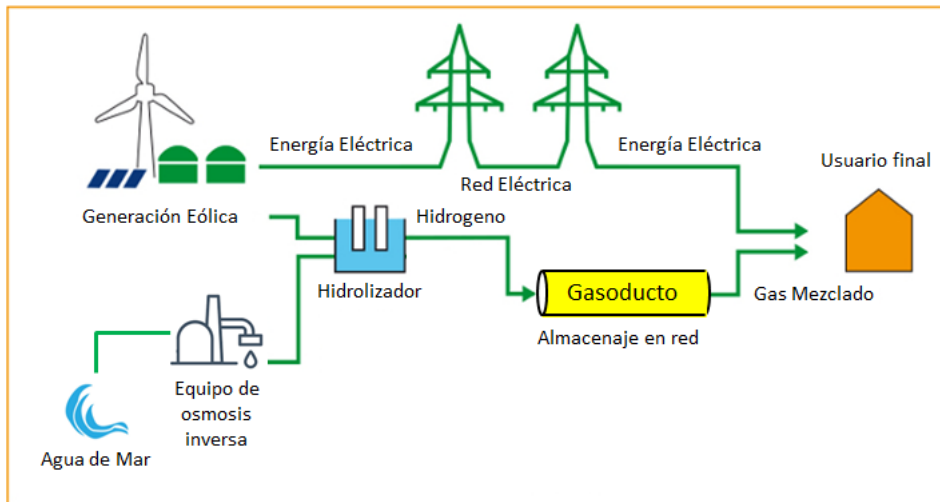 Energía Eléctrica
Energía Eléctrica
Usuario final
Red Eléctrica
Generación Eólica
Hidrogeno
Hidrolizador
Gasoducto
Gas Mezclado
Almacenaje en red
Equipo de
osmosis
inversa
Agua de Mar